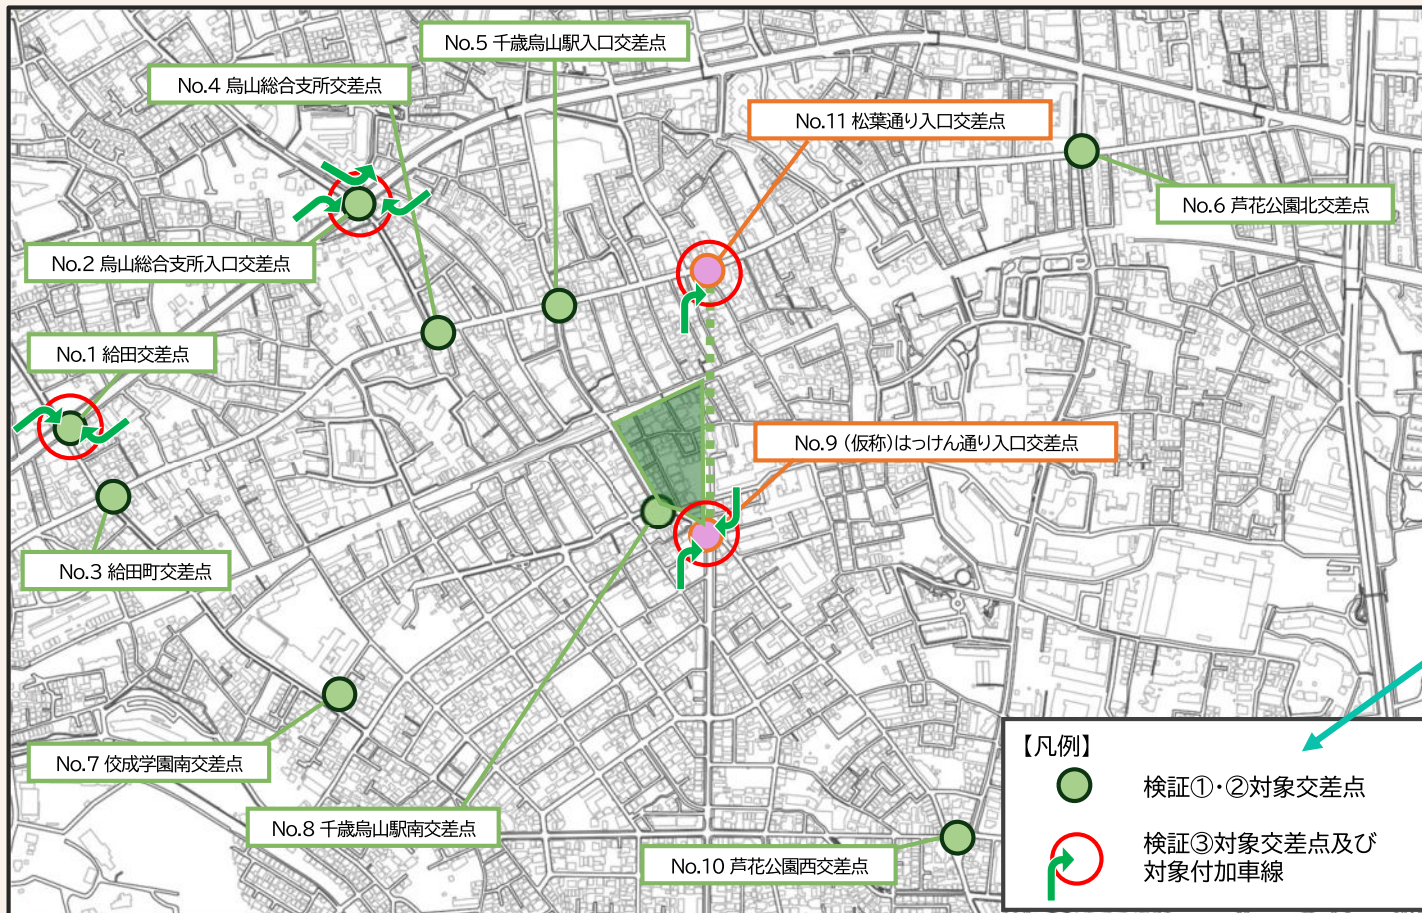 No.5 千歳烏山駅入口交差点
No.4 烏山総合支所交差点
No.11 松葉通り入口交差点
No.6 芦花公園北交差点
No.2 烏山総合支所入口交差点
No.1 給田交差点
No.9 (仮称)はっけん通り入口交差点
No.3 給田町交差点
No.7 佼成学園南交差点
No.8 千歳烏山駅南交差点
No.10 芦花公園西交差点
【凡例】
検証①・②対象交差点
検証③対象交差点及び
対象付加車線